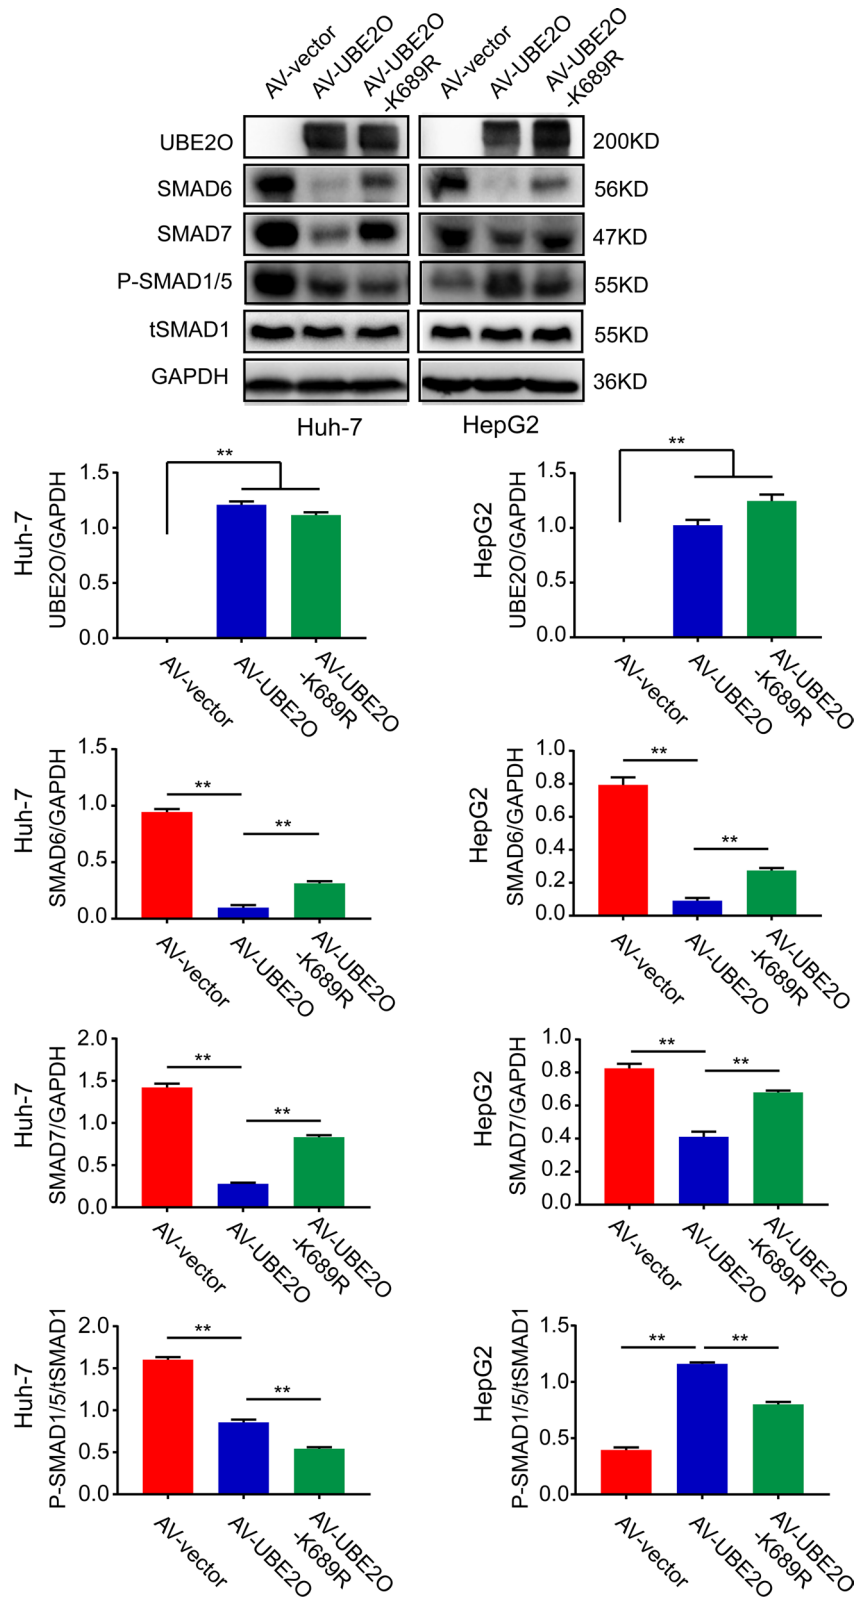 AV-vector
AV-UBE2O
AV-UBE2O
-K689R
AV-vector
AV-UBE2O
AV-UBE2O
-K689R
UBE2O
200KD
SMAD6
56KD
SMAD7
47KD
P-SMAD1/5
55KD
tSMAD1
55KD
GAPDH
36KD
Huh-7
HepG2
Huh-7
UBE2O/GAPDH
1.5
1.0
0.5
0.0
**
AV-vector
AV-UBE2O
AV-UBE2O
-K689R
HepG2
UBE2O/GAPDH
1.5
1.0
0.5
0.0
**
AV-vector
AV-UBE2O
AV-UBE2O
-K689R
Huh-7
SMAD6/GAPDH
1.5
1.0
0.5
0.0
**
**
AV-vector
AV-UBE2O
AV-UBE2O
-K689R
HepG2
SMAD6/GAPDH
1.0
0.8
0.6
0.4
0.2
0.0
**
**
AV-vector
AV-UBE2O
AV-UBE2O
-K689R
Huh-7
SMAD7/GAPDH
2.0
1.5
1.0
0.5
0.0
**
**
AV-vector
AV-UBE2O
AV-UBE2O
-K689R
HepG2
SMAD7/GAPDH
1.0
0.8
0.6
0.4
0.2
0.0
**
**
AV-vector
AV-UBE2O
AV-UBE2O
-K689R
Huh-7
P-SMAD1/5/tSMAD1
2.0
1.5
1.0
0.5
0.0
**
**
AV-vector
AV-UBE2O
AV-UBE2O
-K689R
HepG2
P-SMAD1/5/tSMAD1
1.5
1.0
0.5
0.0
**
**
AV-vector
AV-UBE2O
AV-UBE2O
-K689R